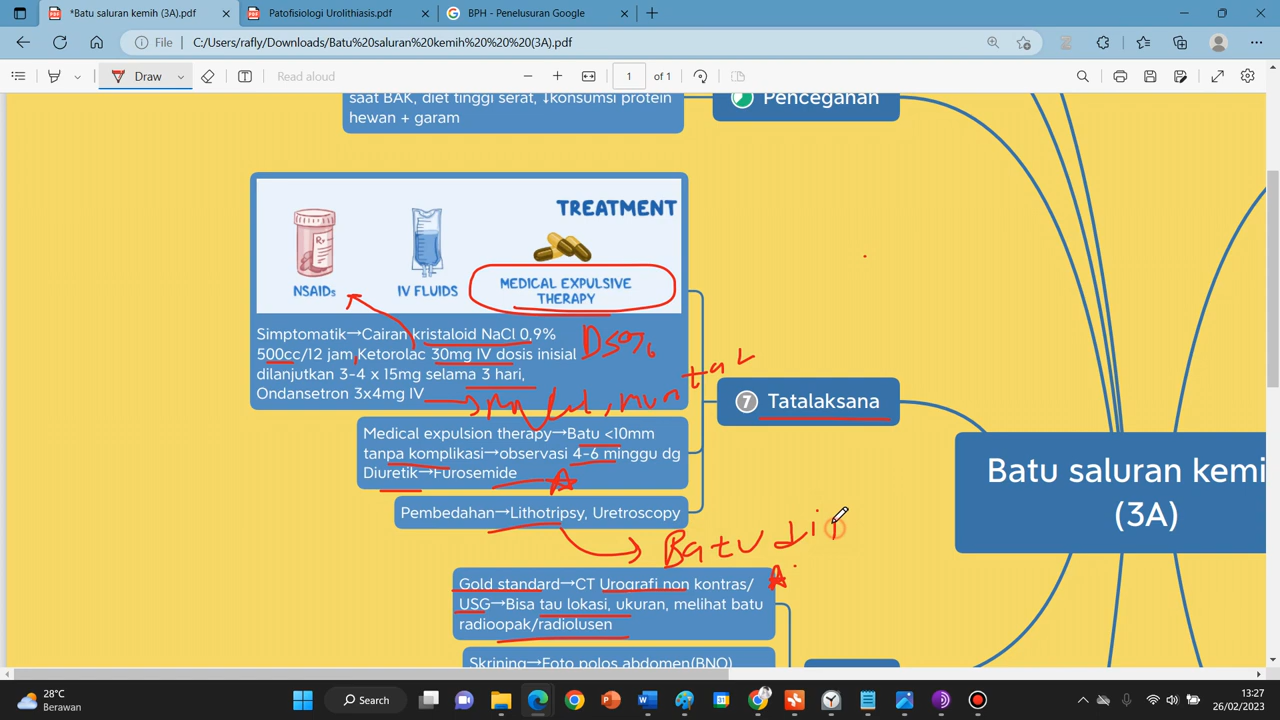 *Batu saluran kemih (3A).pdf
Patofisiologi Urolithiasis.pdf
BPH - Penelusuran Google
File
C:/Users/rafly/Downloads/Batu%20saluran%20kemih%20%20%20(3A).pdf
Draw
Read aloud
1
of 1
saat BAK, diet tinggi serat, ↓konsumsi protein
hewan + garam
Pencegahan
TREATMENT
NSAIDs
IV FLUIDS
MEDICAL EXPULSIVE
THERAPY
Simptomatik→Cairan kristaloid NaCl 0,9%
500cc/12 jam,Ketorolac 30mg IV dosis inisial
dilanjutkan 3-4 x 15mg selama 3 hari,
Ondansetron 3x4mg IV
7
Tatalaksana
Medical expulsion therapy→Batu <10mm
tanpa komplikasi→observasi 4-6 minggu dg
Diuretik→Furosemide
Pembedahan→Lithotripsy, Uretroscopy
Batu di
Batu saluran kemi
(3A)
Gold standard→CT Urografi non kontras/
USG→Bisa tau lokasi, ukuran, melihat batu
radioopak/radiolusen
Skrining→Foto polos abdomen(BNO)
28°C
Berawan
Search
13:27
26/02/2023